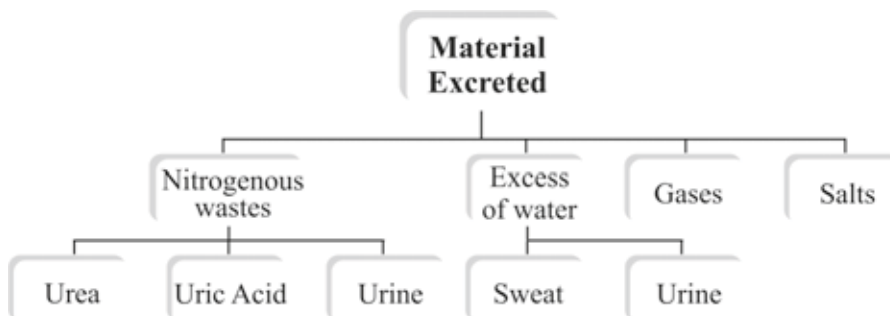 Material
Excreted
Nitrogenous
wastes
Excess
of water
Gases
Salts
Urea
Uric Acid
Urine
Sweat
Urine